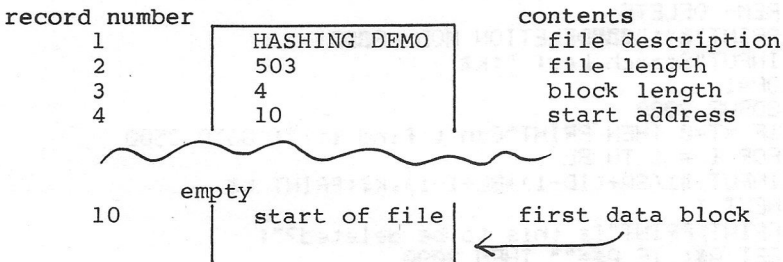 record number contents
1 HASHING DEMO file description
2 503 file length
3 4 block length
4 10 start address
empty
10 start of file first data block